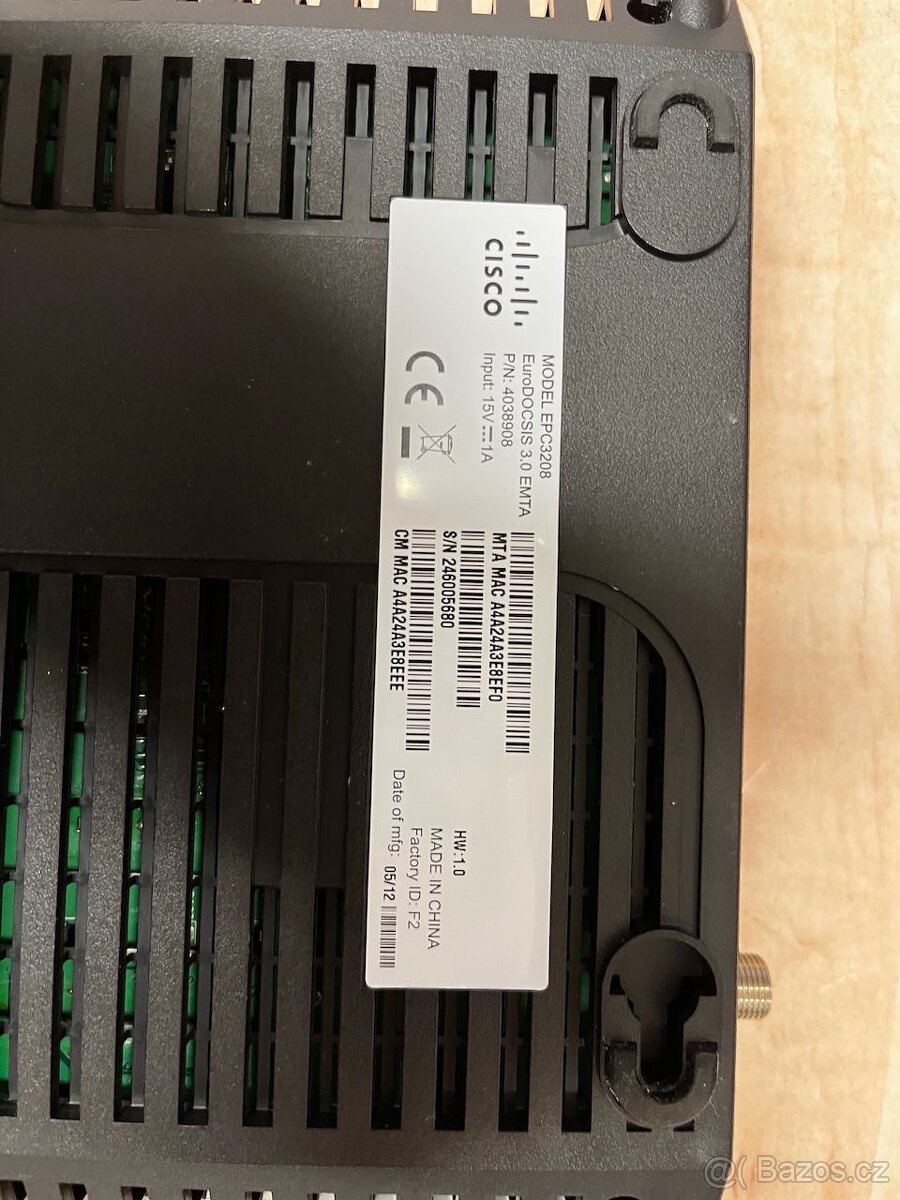 CISCO
MODEL EPC3208
EuroDOCSIS 3.0 EMTA
P/N: 4038908
Input: 15V⎓1A
CE
MTA MAC A4A24A3E8EF0
S/N 246005680
CM MAC A4A24A3E8EEE
HW:1.0
MADE IN CHINA
Factory ID: F2
Date of mfg: 05/12
@( Bazos.cz